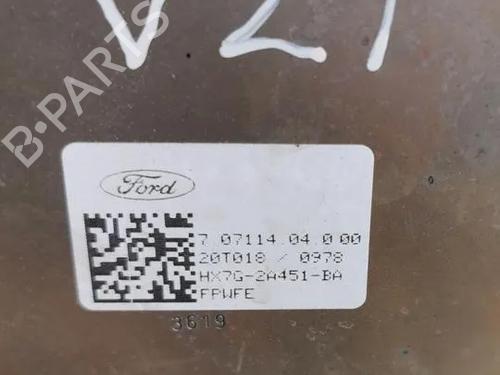 V21
B-PARTS
Ford
7.07114.04.0.00
20T018 / 0978
HX7G-2A451-BA
FPWFE
3619